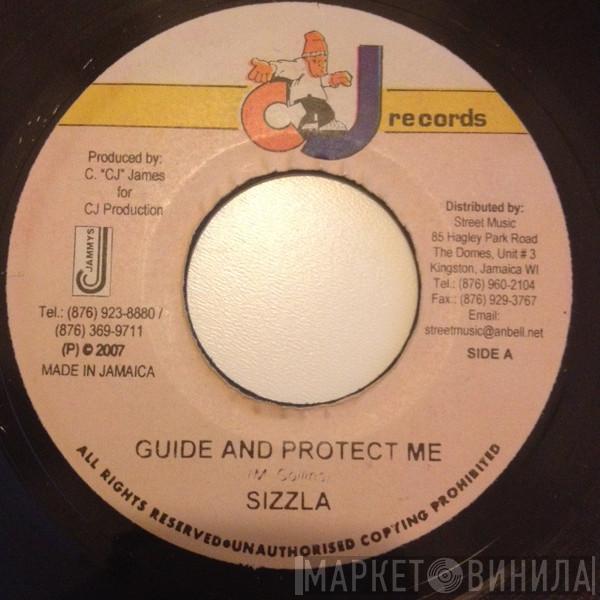 CJ records
Produced by:
C. "CJ" James
for
CJ Production
JAMMYS
Tel.: (876) 923-8880 /
(876) 369-9711
(P) © 2007
MADE IN JAMAICA
Distributed by:
Street Music
85 Hagley Park Road
The Domes, Unit # 3
Kingston, Jamaica WI
Tel.: (876) 960-2104
Fax.: (876) 929-3767
Email:
streetmusic@anbell.net
SIDE A
GUIDE AND PROTECT ME
(M. Collins)
SIZZLA
ALL RIGHTS RESERVED•UNAUTHORISED COPYING PROHIBITED
МАРКЕТ ВИНИЛА